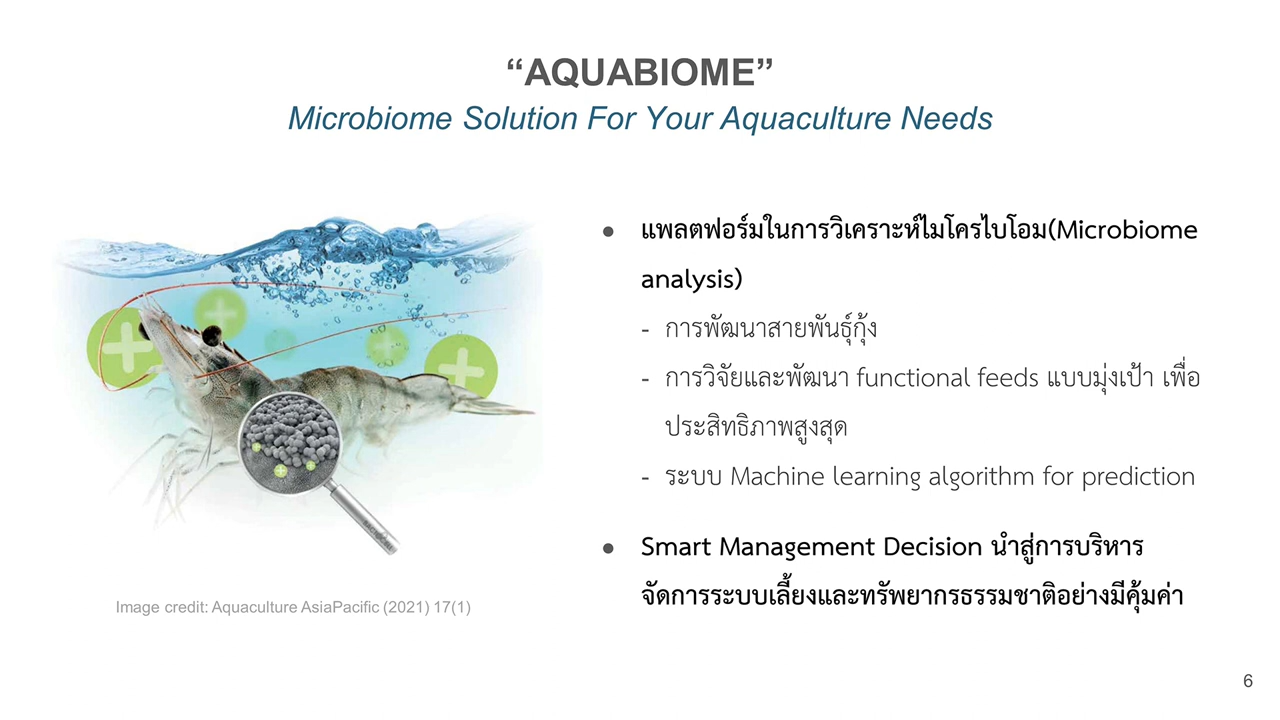 “AQUABIOME”
Microbiome Solution For Your Aquaculture Needs
● แพลตฟอร์มในการวิเคราะห์ไมโครไบโอม(Microbiome
analysis)
- การพัฒนาสายพันธุ์กุ้ง
- การวิจัยและพัฒนา functional feeds แบบมุ่งเป้า เพื่อ
ประสิทธิภาพสูงสุด
- ระบบ Machine learning algorithm for prediction
● Smart Management Decision นำสู่การบริหาร
จัดการระบบเลี้ยงและทรัพยากรธรรมชาติอย่างมีคุ้มค่า
Image credit: Aquaculture AsiaPacific (2021) 17(1)
6